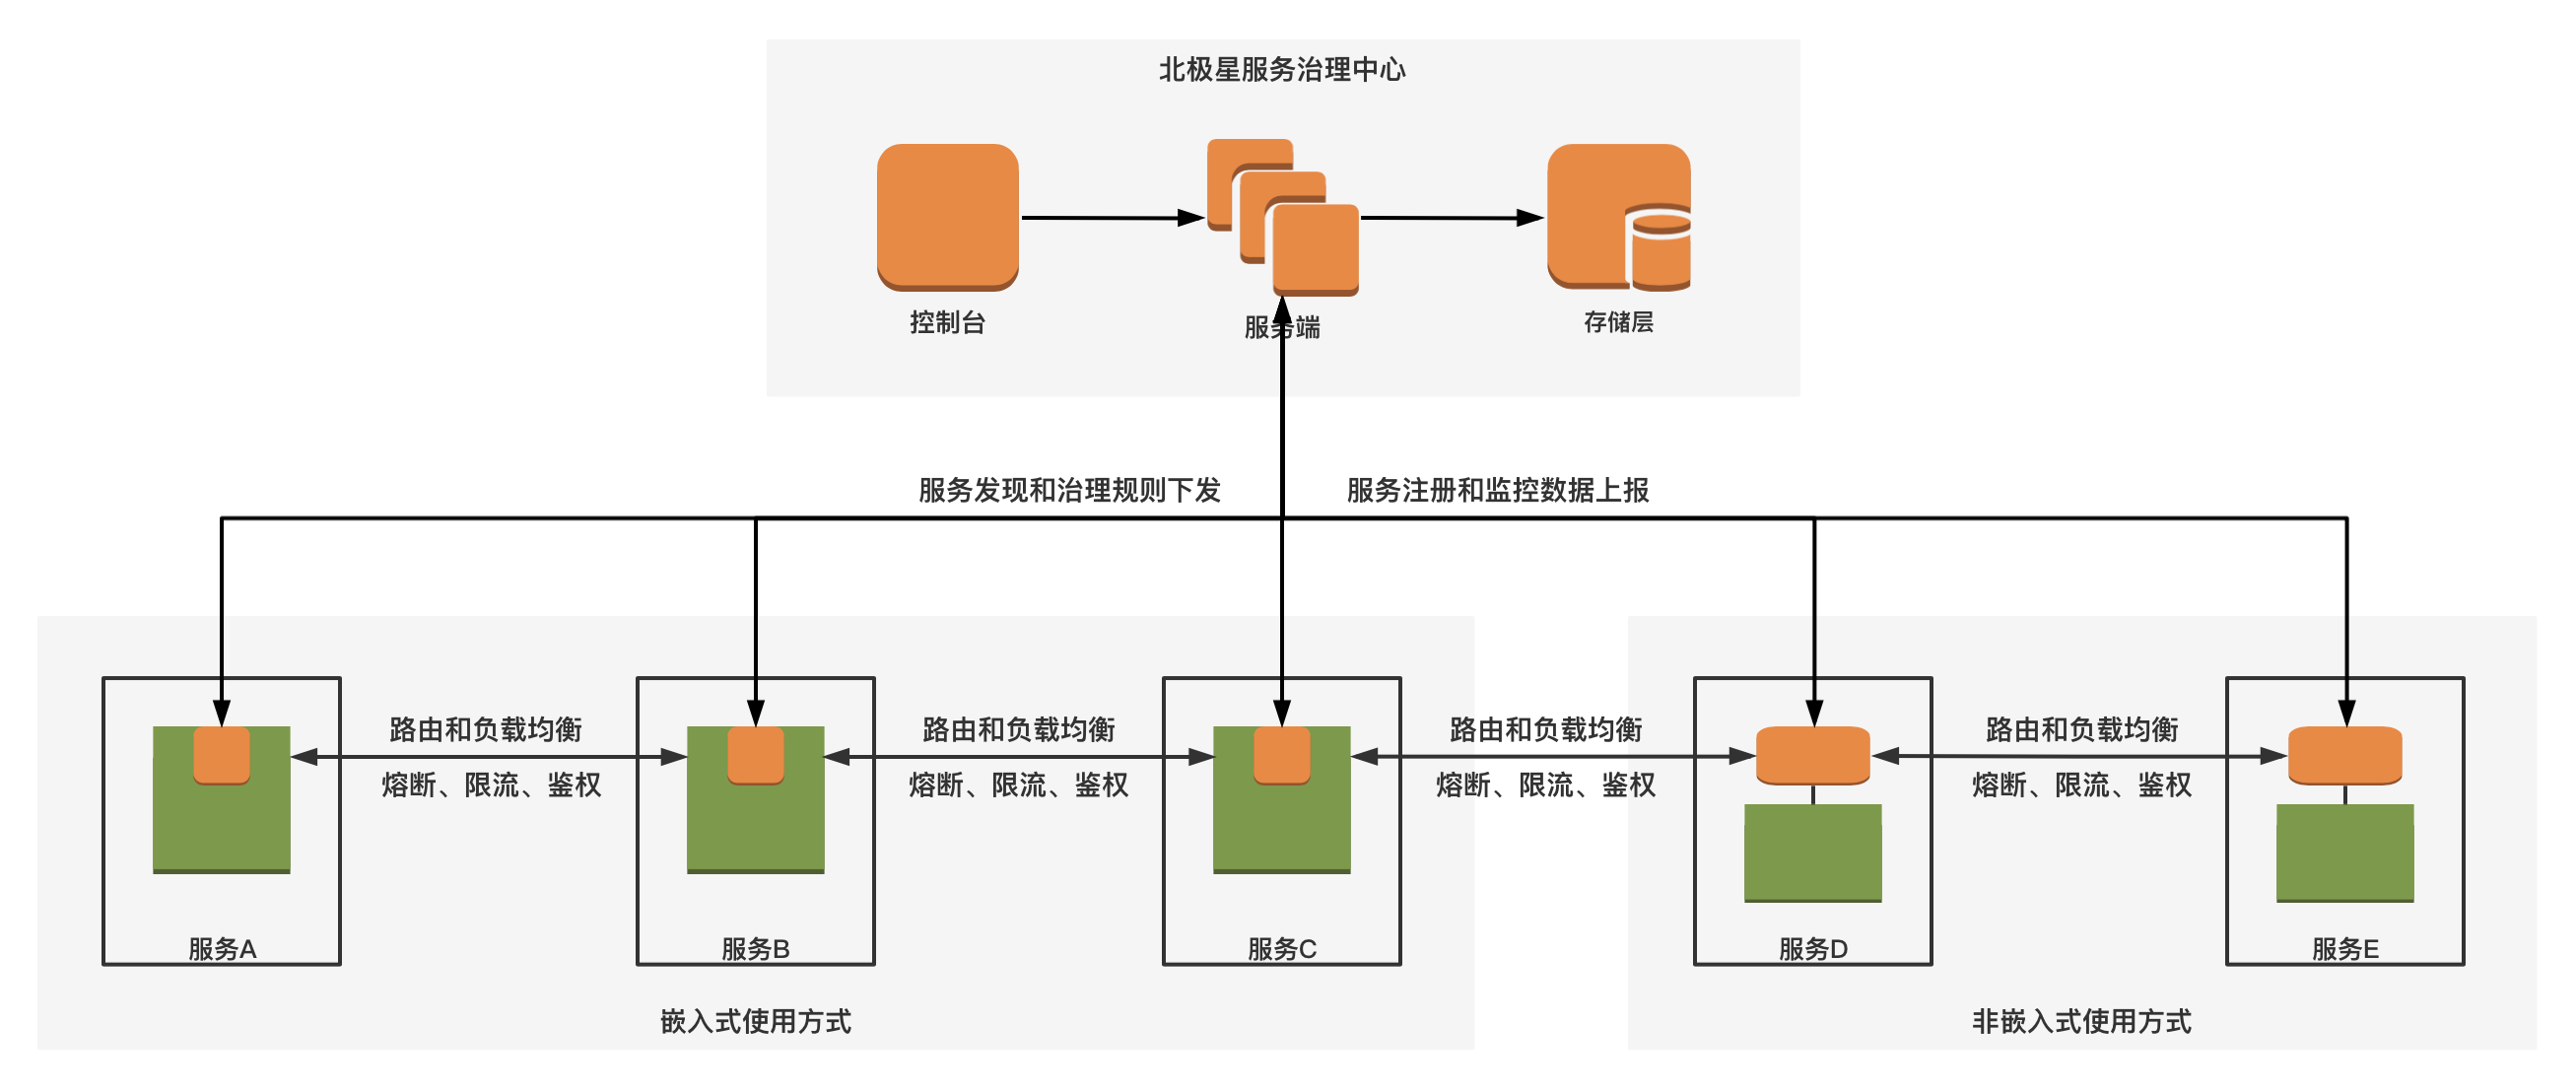 北极星服务治理中心
控制台
服务端
存储层
服务发现和治理规则下发
服务注册和监控数据上报
路由和负载均衡
熔断、限流、鉴权
路由和负载均衡
熔断、限流、鉴权
路由和负载均衡
熔断、限流、鉴权
路由和负载均衡
熔断、限流、鉴权
服务A
服务B
服务C
服务D
服务E
嵌入式使用方式
非嵌入式使用方式